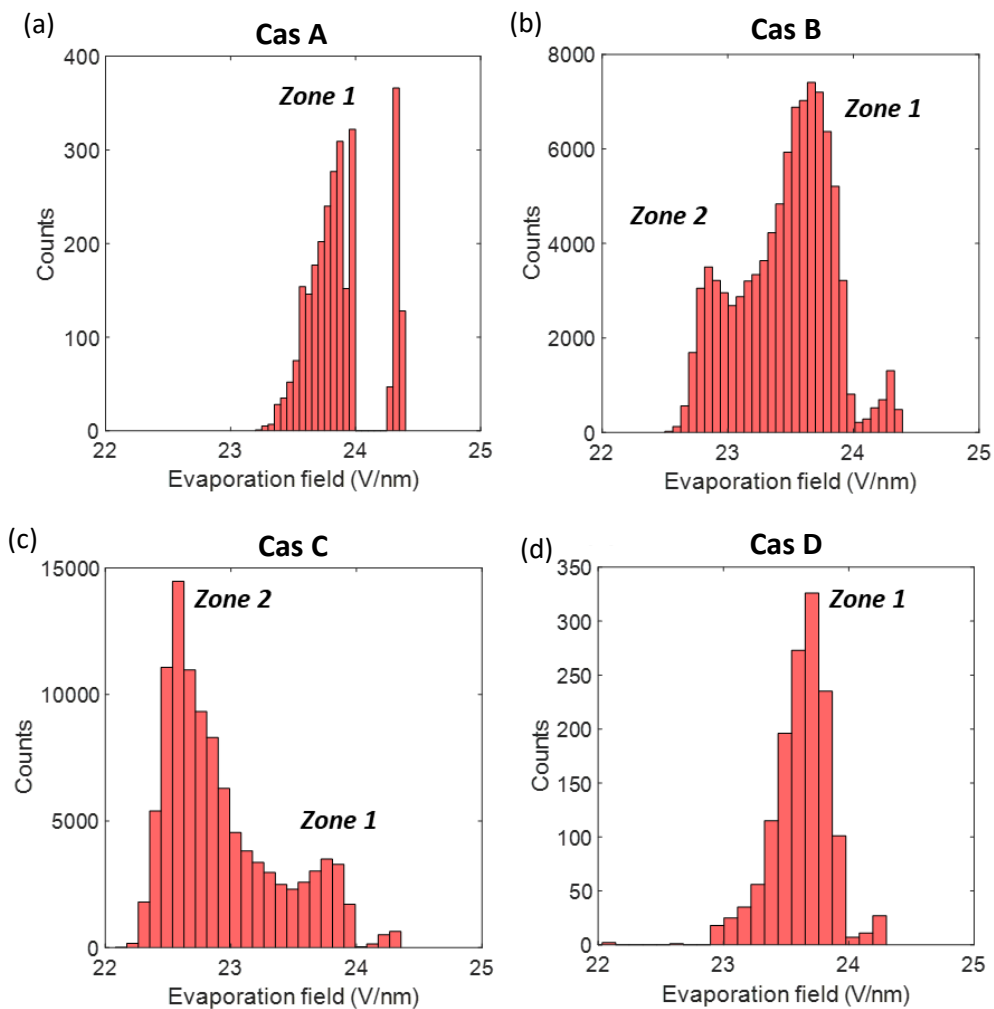 (a)
Cas A
400
300
200
100
0
Counts
Zone 1
22 23 24 25
Evaporation field (V/nm)
(b)
Cas B
8000
6000
4000
2000
0
Counts
Zone 1
Zone 2
22 23 24 25
Evaporation field (V/nm)
(c)
Cas C
15000
10000
5000
0
Counts
Zone 2
Zone 1
22 23 24 25
Evaporation field (V/nm)
(d)
Cas D
350
300
250
200
150
100
50
0
Counts
Zone 1
22 23 24 25
Evaporation field (V/nm)